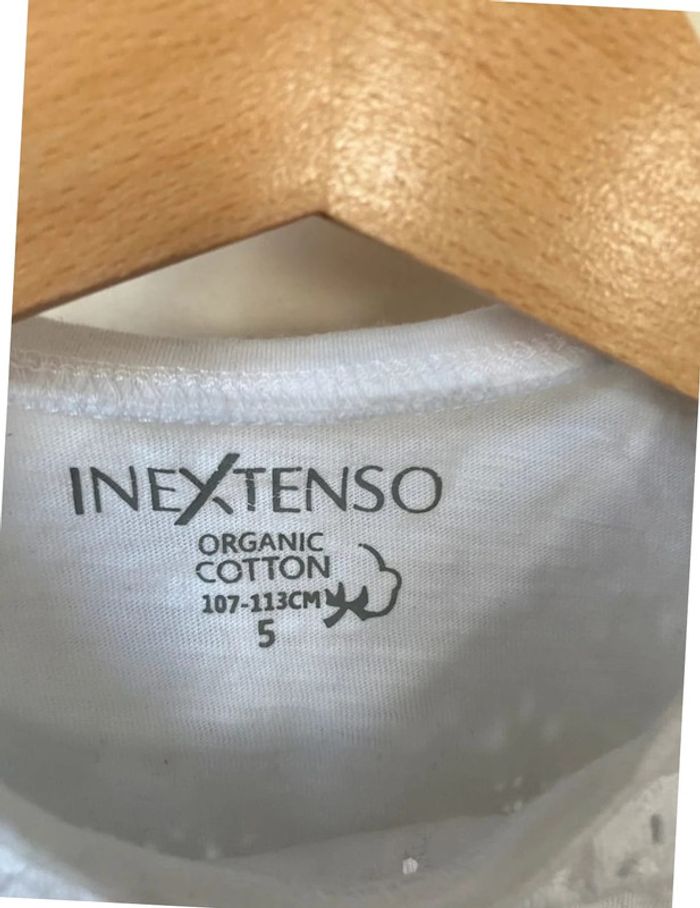 INEXTENSO
ORGANIC
COTTON
107-113CM
5